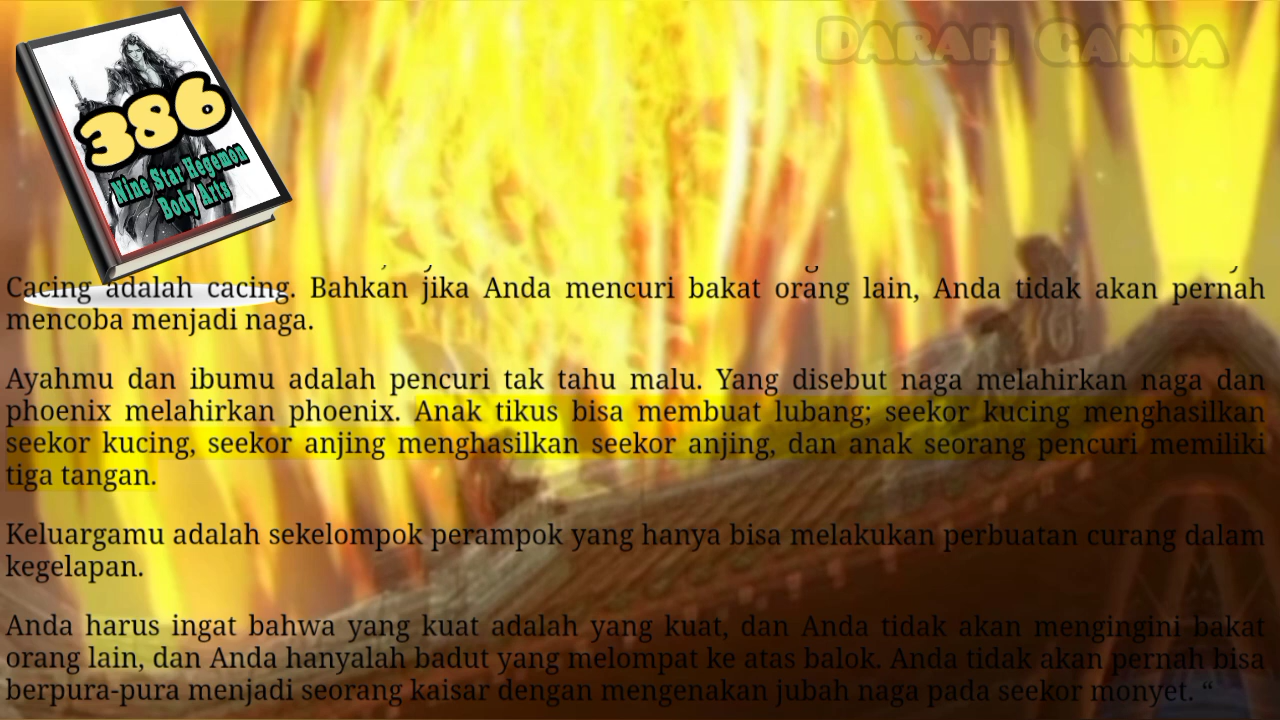 DARAH GANDA
386
Nine Star Hegemon
Body Arts
Cacing adalah cacing. Bahkan jika Anda mencuri bakat orang lain, Anda tidak akan pernah
mencoba menjadi naga.
Ayahmu dan ibumu adalah pencuri tak tahu malu. Yang disebut naga melahirkan naga dan
phoenix melahirkan phoenix. Anak tikus bisa membuat lubang; seekor kucing menghasilkan
seekor kucing, seekor anjing menghasilkan seekor anjing, dan anak seorang pencuri memiliki
tiga tangan.
Keluargamu adalah sekelompok perampok yang hanya bisa melakukan perbuatan curang dalam
kegelapan.
Anda harus ingat bahwa yang kuat adalah yang kuat, dan Anda tidak akan mengingini bakat
orang lain, dan Anda hanyalah badut yang melompat ke atas balok. Anda tidak akan pernah bisa
berpura-pura menjadi seorang kaisar dengan mengenakan jubah naga pada seekor monyet. “